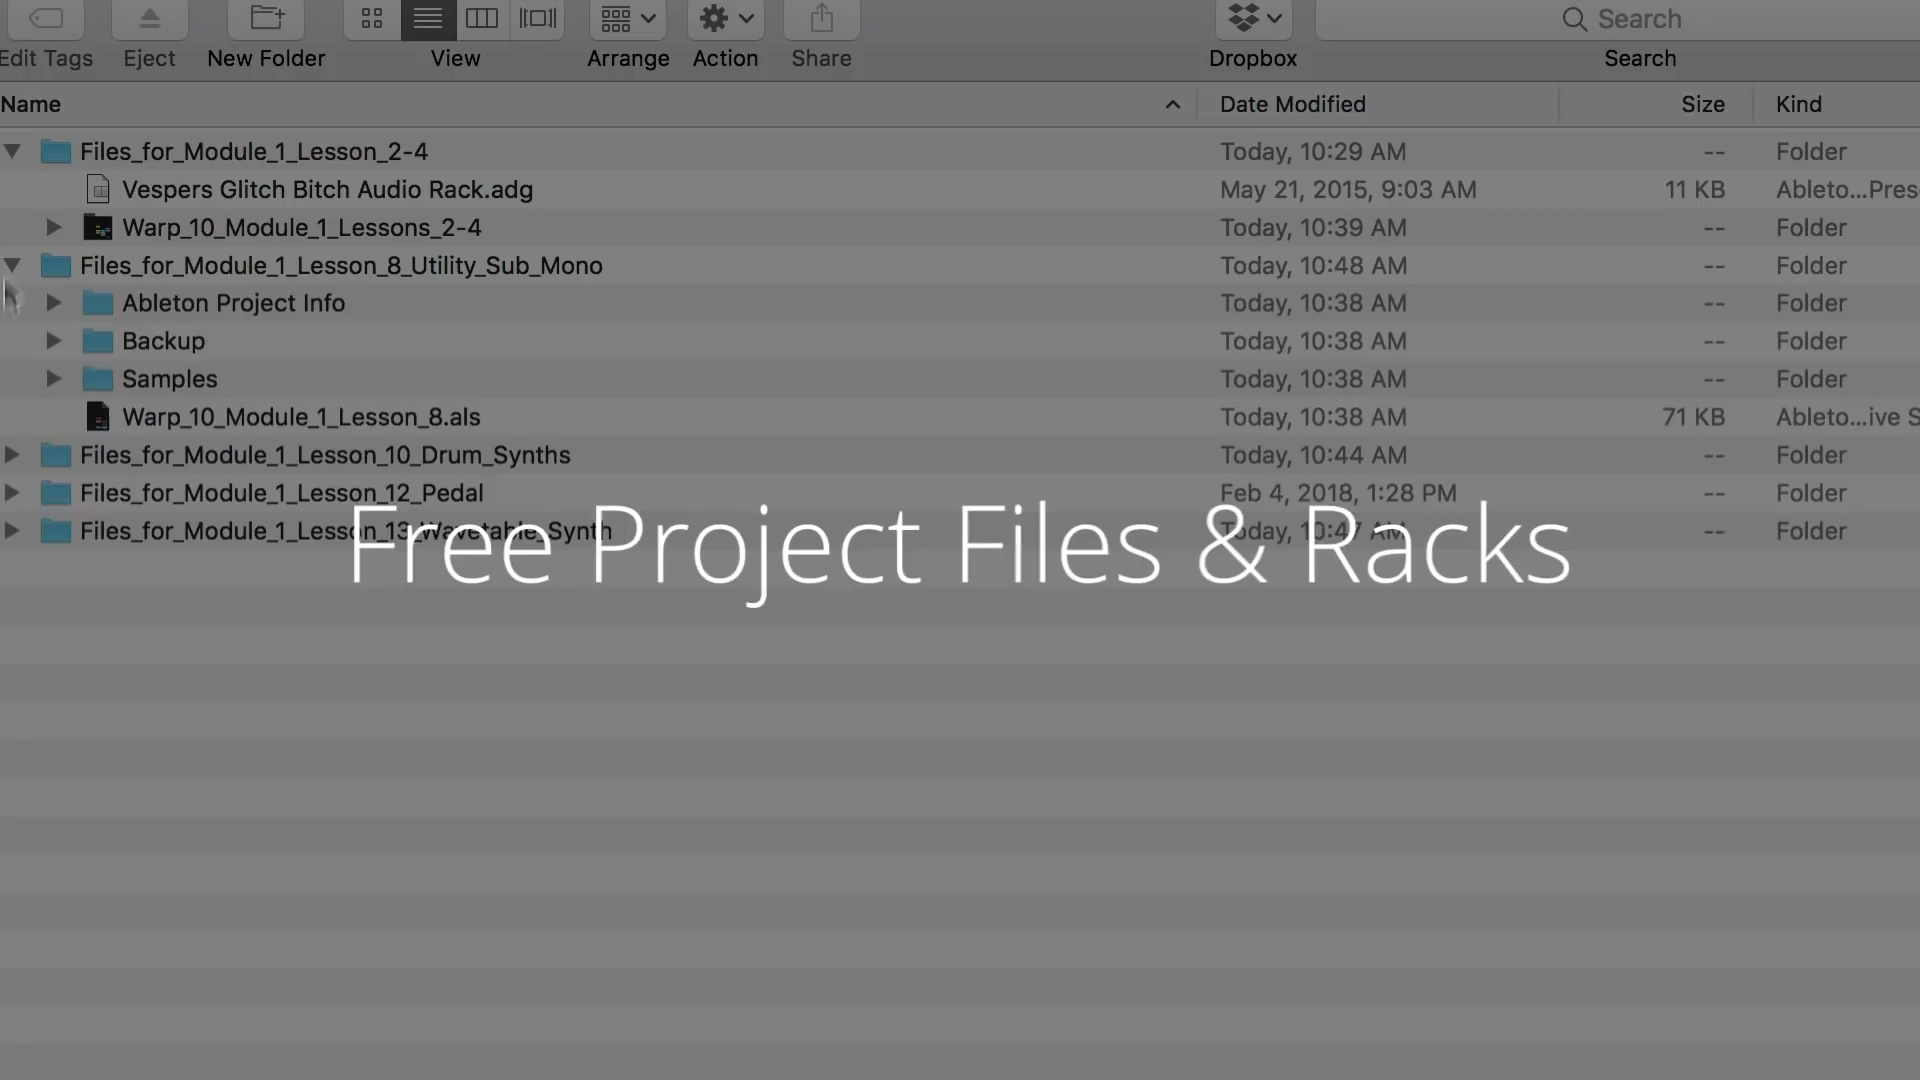 Search
Edit Tags Eject New Folder View Arrange Action Share Dropbox Search
Name Date Modified Size Kind
Files_for_Module_1_Lesson_2-4 Today, 10:29 AM -- Folder
Vespers Glitch Bitch Audio Rack.adg May 21, 2015, 9:03 AM 11 KB Ableto...Pres
Warp_10_Module_1_Lessons_2-4 Today, 10:39 AM -- Folder
Files_for_Module_1_Lesson_8_Utility_Sub_Mono Today, 10:48 AM -- Folder
Ableton Project Info Today, 10:38 AM -- Folder
Backup Today, 10:38 AM -- Folder
Samples Today, 10:38 AM -- Folder
Warp_10_Module_1_Lesson_8.als Today, 10:38 AM 71 KB Ableto...ive S
Files_for_Module_1_Lesson_10_Drum_Synths Today, 10:44 AM -- Folder
Files_for_Module_1_Lesson_12_Pedal Feb 4, 2018, 1:28 PM -- Folder
Files_for_Module_1_Lesson_13_Wavetable_Synth Today, 10:47 AM -- Folder
Free Project Files & Racks